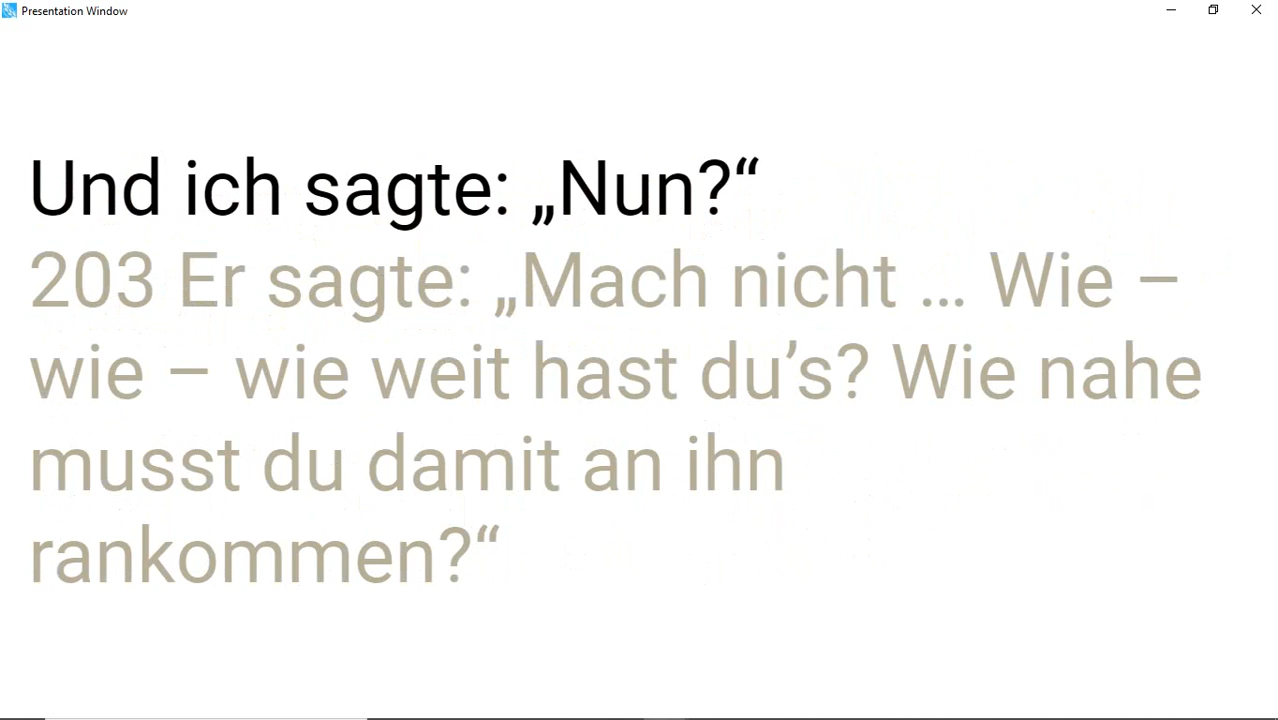 Presentation Window
Und ich sagte: „Nun?“
203 Er sagte: „Mach nicht ... Wie –
wie – wie weit hast du’s? Wie nahe
musst du damit an ihn
rankommen?“